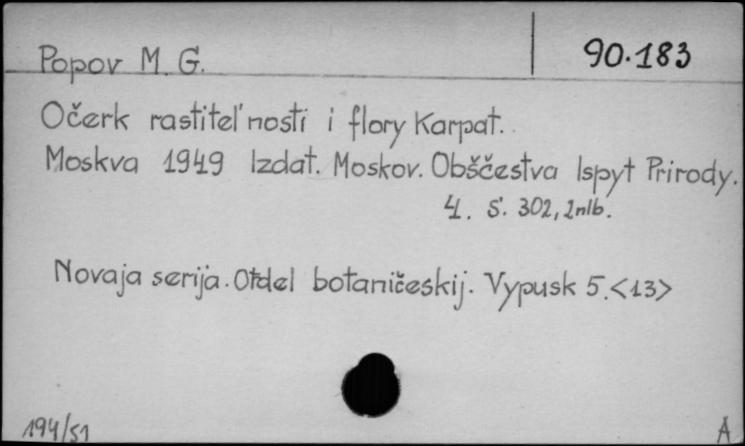 Popov M. G. 90.183
Očerk rastitel'nosti i flory Karpat.
Moskva 1949 Izdat. Moskov. Obščestva Ispyt Prirody.
4. S. 302, 2nlb.
Novaja serija. Otdel botaničeskij. Vypusk 5.<13>
194/51 A